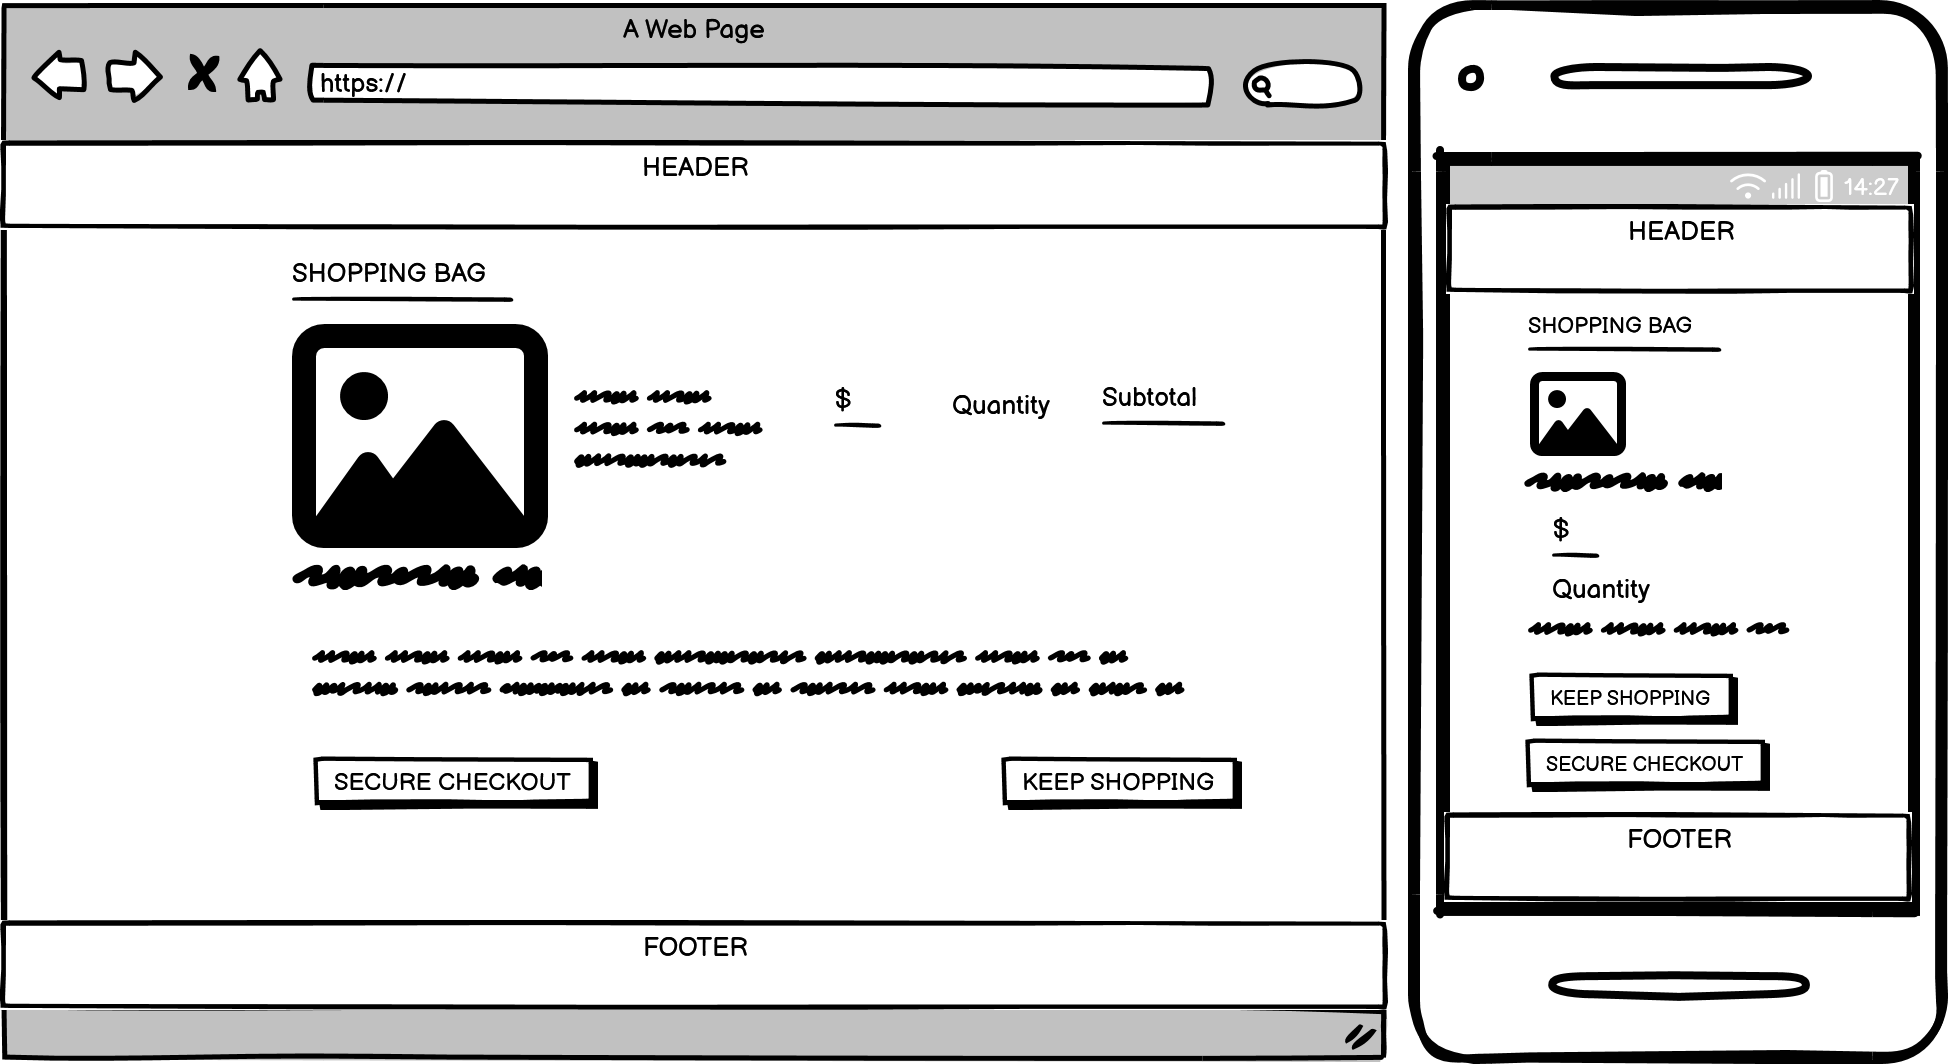 A Web Page
https://
HEADER
SHOPPING BAG
$
Quantity
Subtotal
SECURE CHECKOUT
KEEP SHOPPING
FOOTER
14:27
HEADER
SHOPPING BAG
$
Quantity
KEEP SHOPPING
SECURE CHECKOUT
FOOTER